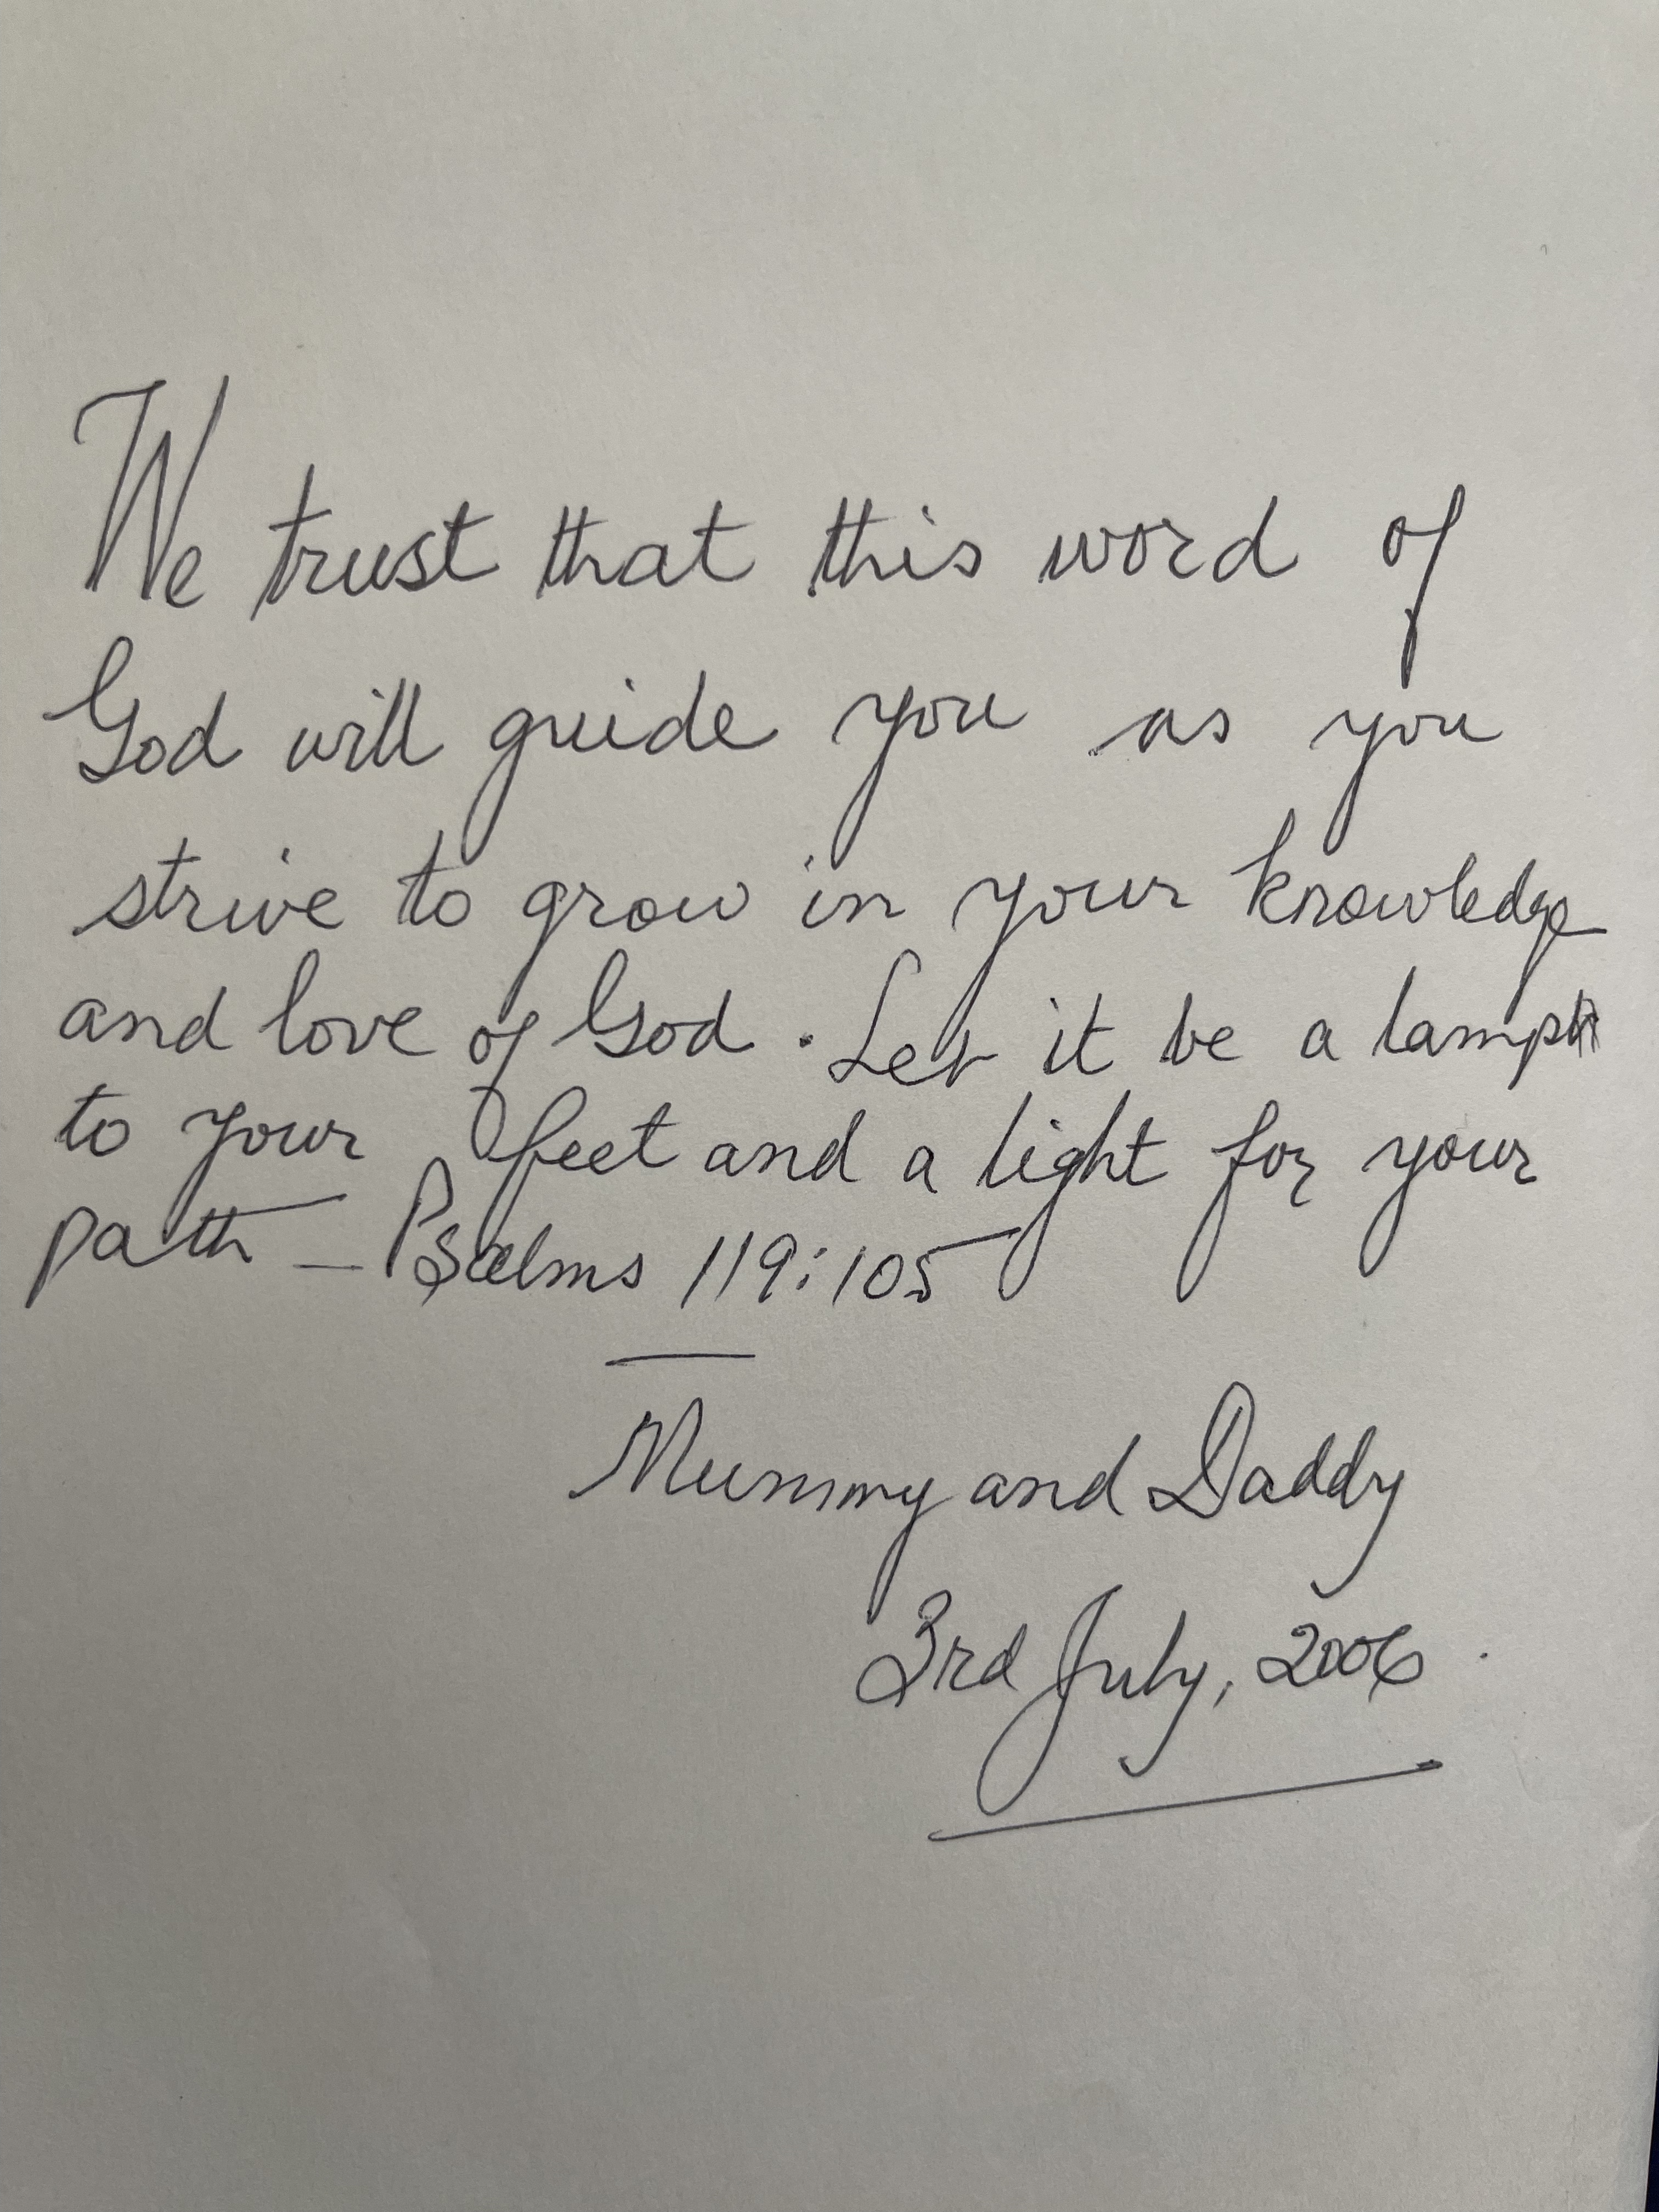 We trust that this word of
God will guide you as you
strive to grow in your knowledge
and love of God. Let it be a lamp
to your feet and a light for your
path - Psalms 119:105
Mummy and Daddy
3rd July, 2006.